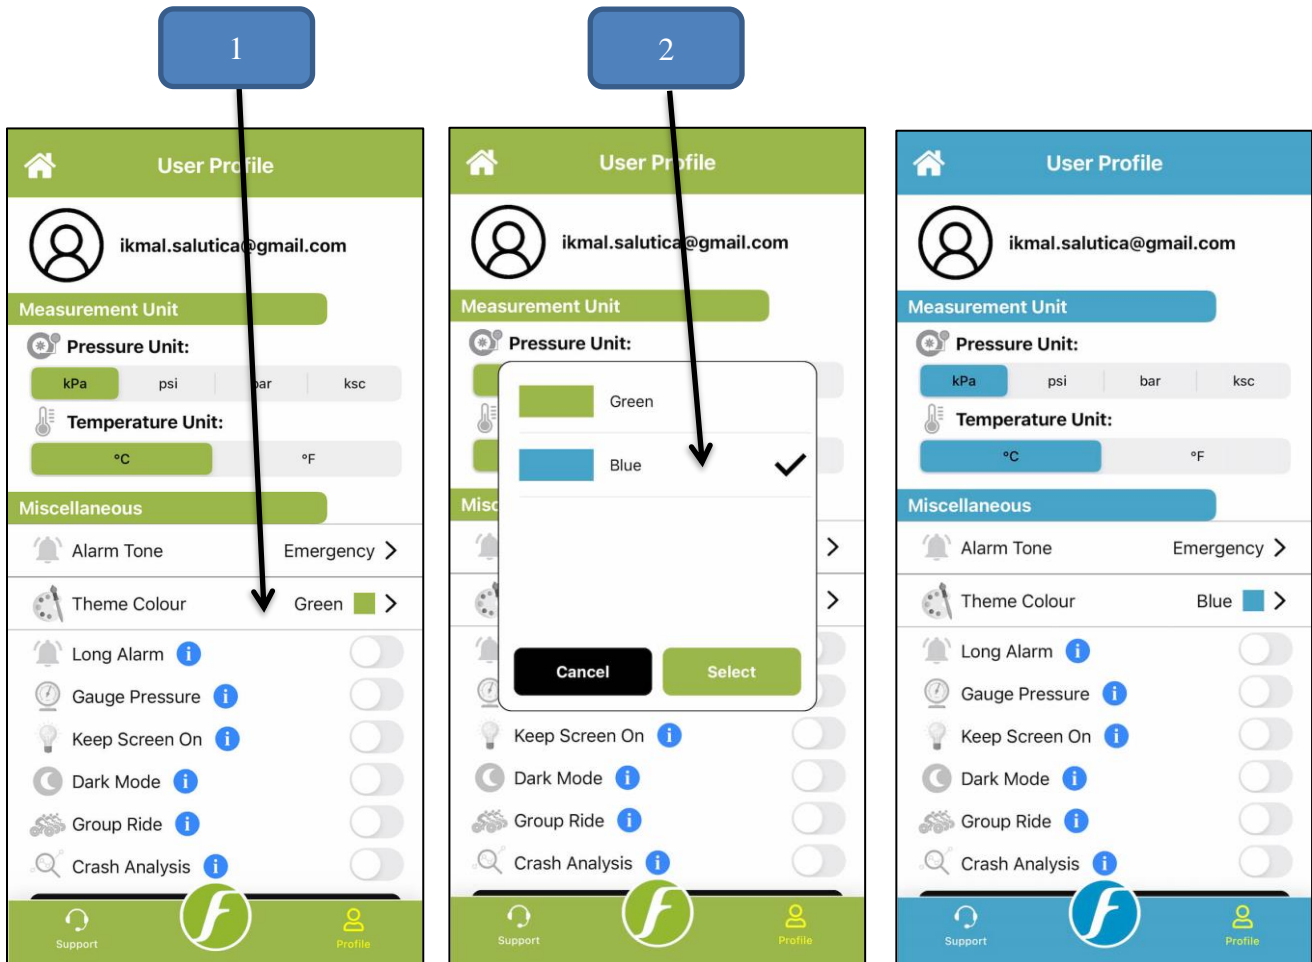 1
2
User Profile
ikmal.salutica@gmail.com
Measurement Unit
Pressure Unit:
kPa psi bar ksc
Temperature Unit:
°C °F
Miscellaneous
Alarm Tone Emergency
Theme Colour Green
Long Alarm i
Gauge Pressure i
Keep Screen On i
Dark Mode i
Group Ride i
Crash Analysis i
Support f Profile
User Profile
ikmal.salutica@gmail.com
Measurement Unit
Pressure Unit:
Green
Blue
Misc
Cancel Select
Keep Screen On i
Dark Mode i
Group Ride i
Crash Analysis i
Support f Profile
User Profile
ikmal.salutica@gmail.com
Measurement Unit
Pressure Unit:
kPa psi bar ksc
Temperature Unit:
°C °F
Miscellaneous
Alarm Tone Emergency
Theme Colour Blue
Long Alarm i
Gauge Pressure i
Keep Screen On i
Dark Mode i
Group Ride i
Crash Analysis i
Support f Profile